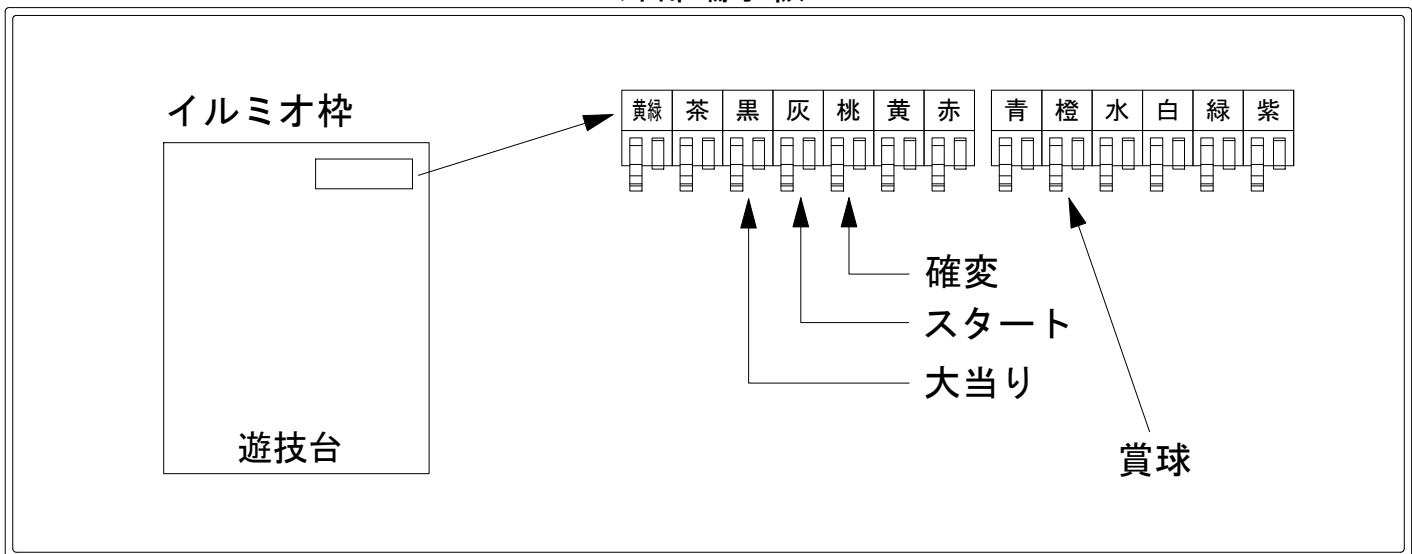 イルミオ枠
黄緑 茶 黒 灰 桃 黄 赤 青 橙 水 白 緑 紫
確変
スタート
大当り
賞球
遊技台